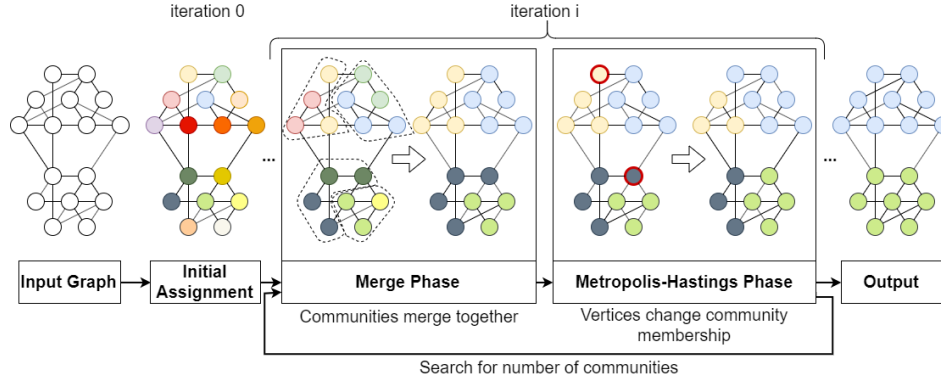 iteration 0
iteration i
...
...
Input Graph
Initial
Assignment
Merge Phase
Metropolis-Hastings Phase
Output
Communities merge together
Vertices change community
membership
Search for number of communities